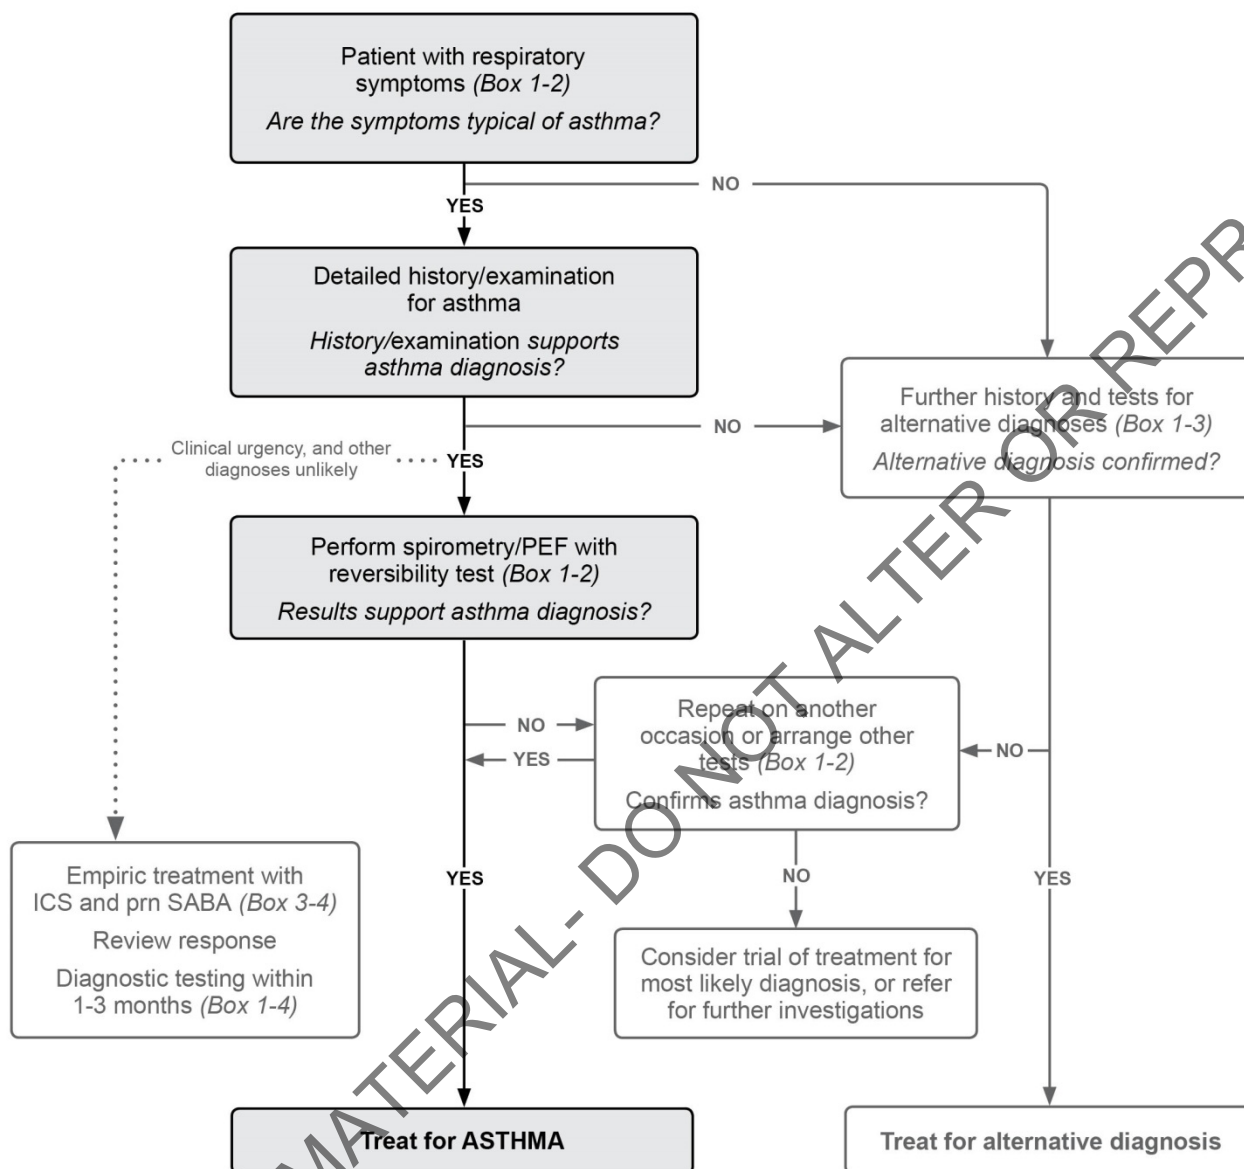 Patient with respiratory
symptoms (Box 1-2)
Are the symptoms typical of asthma?
NO
YES
Detailed history/examination
for asthma
History/examination supports
asthma diagnosis?
Further history and tests for
alternative diagnoses (Box 1-3)
Alternative diagnosis confirmed?
NO
Clinical urgency, and other
diagnoses unlikely
YES
Perform spirometry/PEF with
reversibility test (Box 1-2)
Results support asthma diagnosis?
Repeat on another
occasion or arrange other
tests (Box 1-2)
Confirms asthma diagnosis?
NO
YES
NO
Empiric treatment with
ICS and prn SABA (Box 3-4)
Review response
Diagnostic testing within
1-3 months (Box 1-4)
YES
NO
YES
Consider trial of treatment for
most likely diagnosis, or refer
for further investigations
Treat for ASTHMA
Treat for alternative diagnosis
MATERIAL- DO NOT ALTER OR REPR